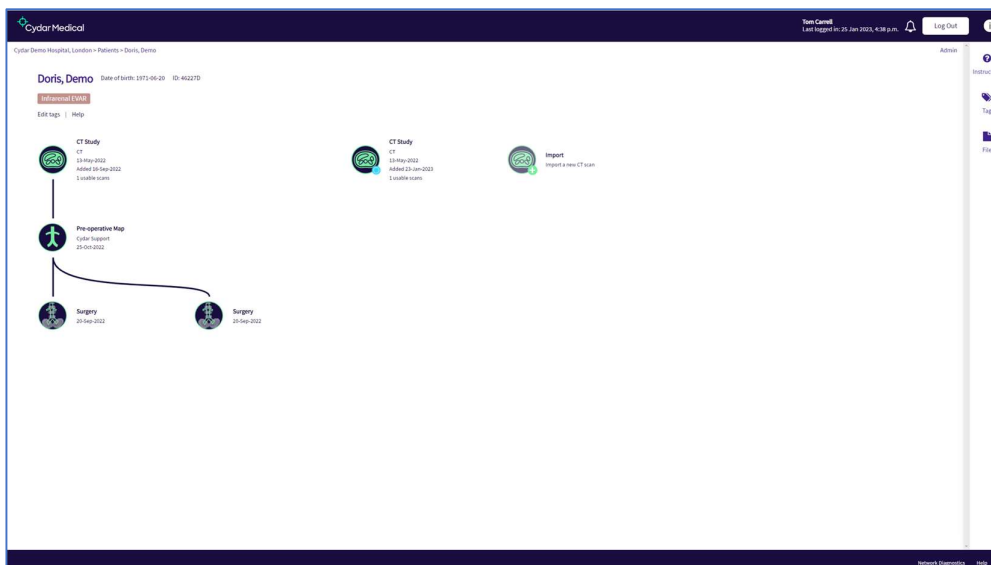 Cydar Medical
Tom Carrell
Last logged in: 25 Jan 2023, 4:38 p.m.
Log Out
Cydar Demo Hospital, London > Patients > Doris, Demo
Admin
Doris, Demo Date of birth: 1971-06-20 ID: 46227D
Infrarenal EVAR
Edit tags | Help
CT Study
CT
13-May-2022
Added 16-Sep-2022
1 usable scans
CT Study
CT
13-May-2022
Added 23-Jan-2023
1 usable scans
Import
Import a new CT scan
Pre-operative Map
Cydar Support
25-Oct-2022
Surgery
20-Sep-2022
Surgery
20-Sep-2022
Instruc
Tag
File
Network Diagnostics Help